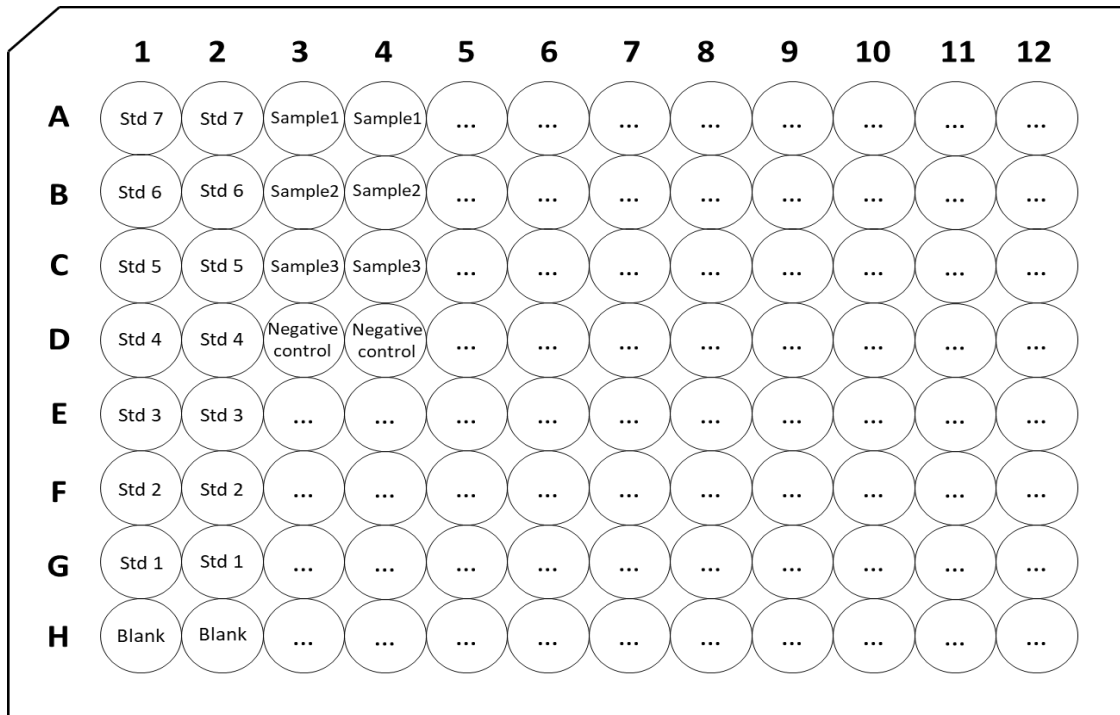 1 2 3 4 5 6 7 8 9 10 11 12
A Std 7 Std 7 Sample1 Sample1 ... ... ... ... ... ... ... ...
B Std 6 Std 6 Sample2 Sample2 ... ... ... ... ... ... ... ...
C Std 5 Std 5 Sample3 Sample3 ... ... ... ... ... ... ... ...
D Std 4 Std 4 Negative control Negative control ... ... ... ... ... ... ... ...
E Std 3 Std 3 ... ... ... ... ... ... ... ... ... ...
F Std 2 Std 2 ... ... ... ... ... ... ... ... ... ...
G Std 1 Std 1 ... ... ... ... ... ... ... ... ... ...
H Blank Blank ... ... ... ... ... ... ... ... ... ...